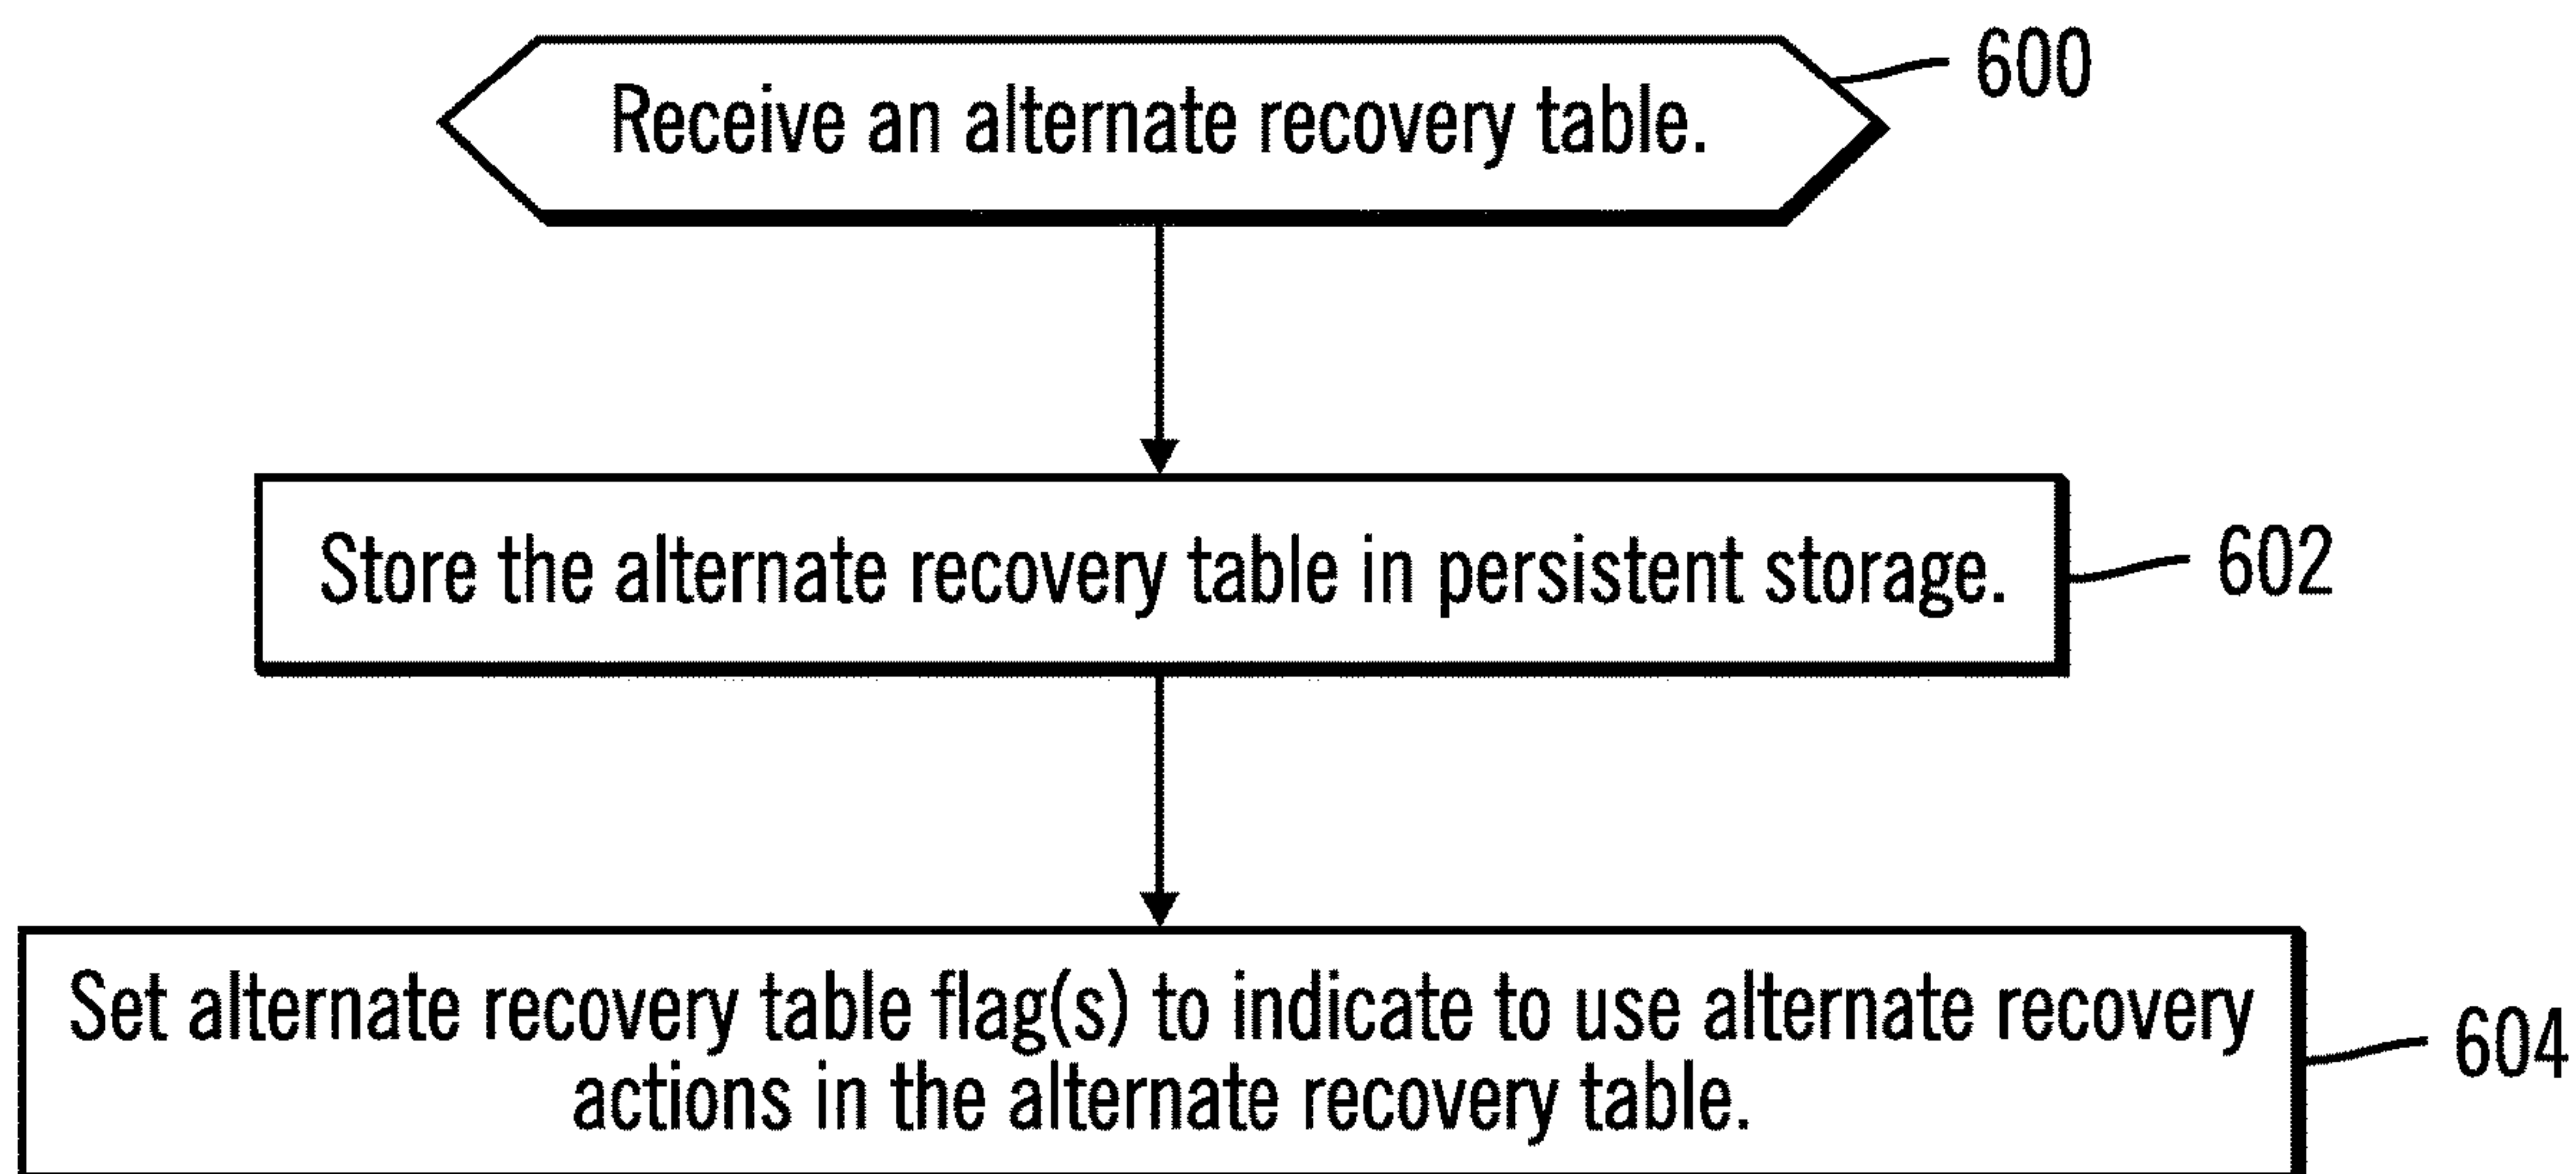 Receive an alternate recovery table.
600
Store the alternate recovery table in persistent storage.
602
Set alternate recovery table flag(s) to indicate to use alternate recovery
actions in the alternate recovery table.
604